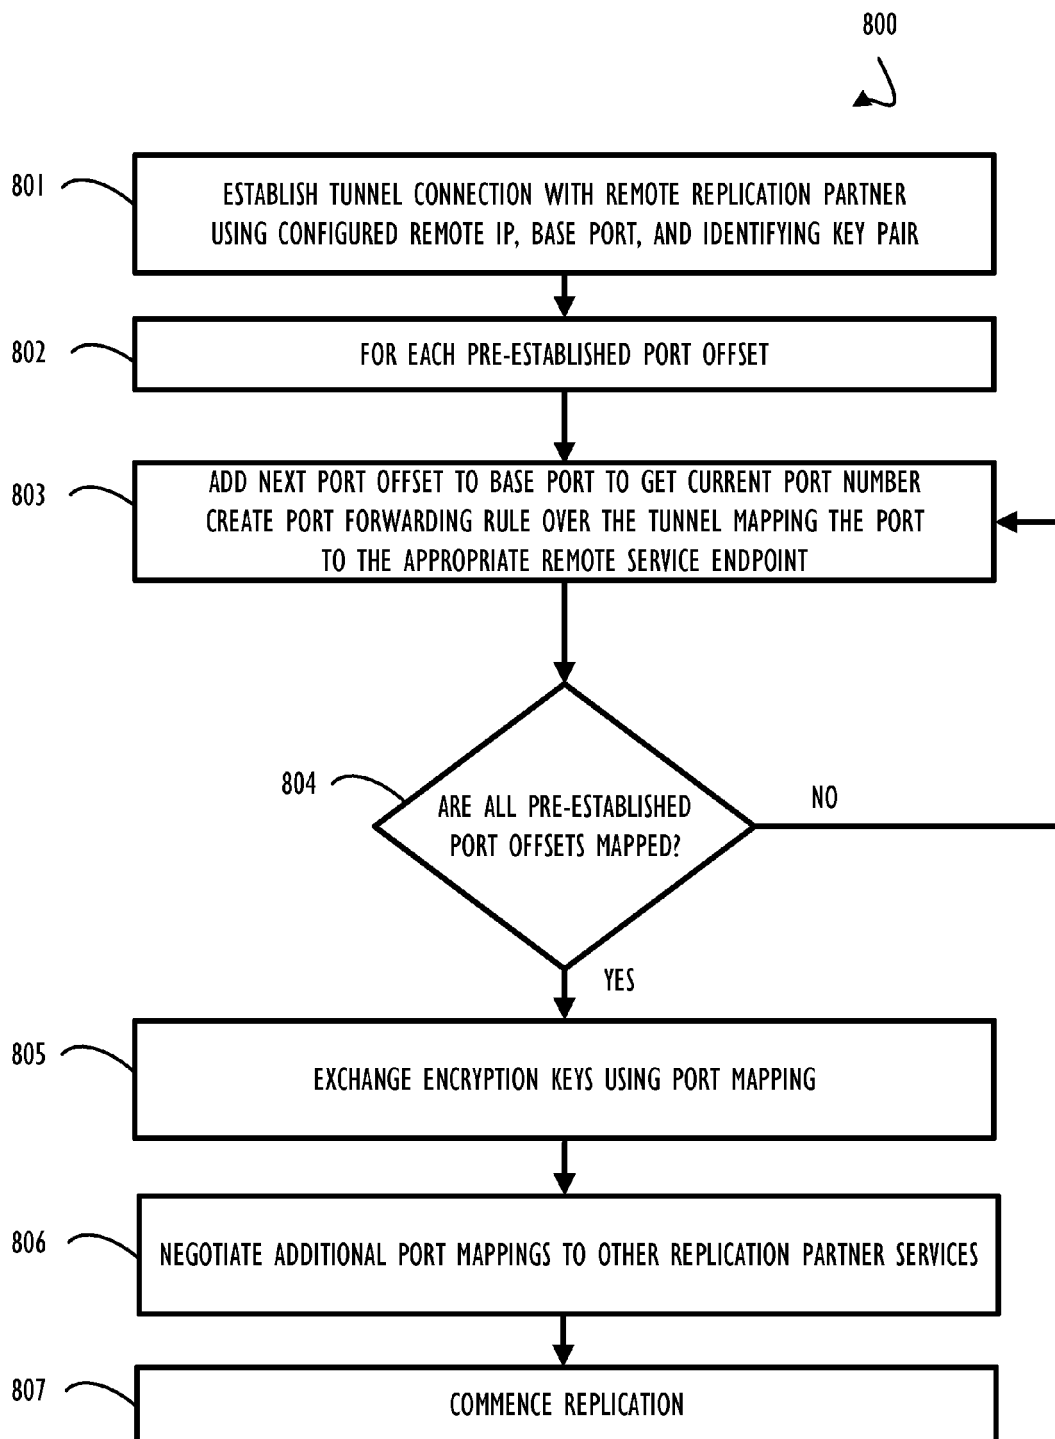 800
801
ESTABLISH TUNNEL CONNECTION WITH REMOTE REPLICATION PARTNER
USING CONFIGURED REMOTE IP, BASE PORT, AND IDENTIFYING KEY PAIR
802
FOR EACH PRE-ESTABLISHED PORT OFFSET
803
ADD NEXT PORT OFFSET TO BASE PORT TO GET CURRENT PORT NUMBER
CREATE PORT FORWARDING RULE OVER THE TUNNEL MAPPING THE PORT
TO THE APPROPRIATE REMOTE SERVICE ENDPOINT
804
ARE ALL PRE-ESTABLISHED
PORT OFFSETS MAPPED?
NO
YES
805
EXCHANGE ENCRYPTION KEYS USING PORT MAPPING
806
NEGOTIATE ADDITIONAL PORT MAPPINGS TO OTHER REPLICATION PARTNER SERVICES
807
COMMENCE REPLICATION